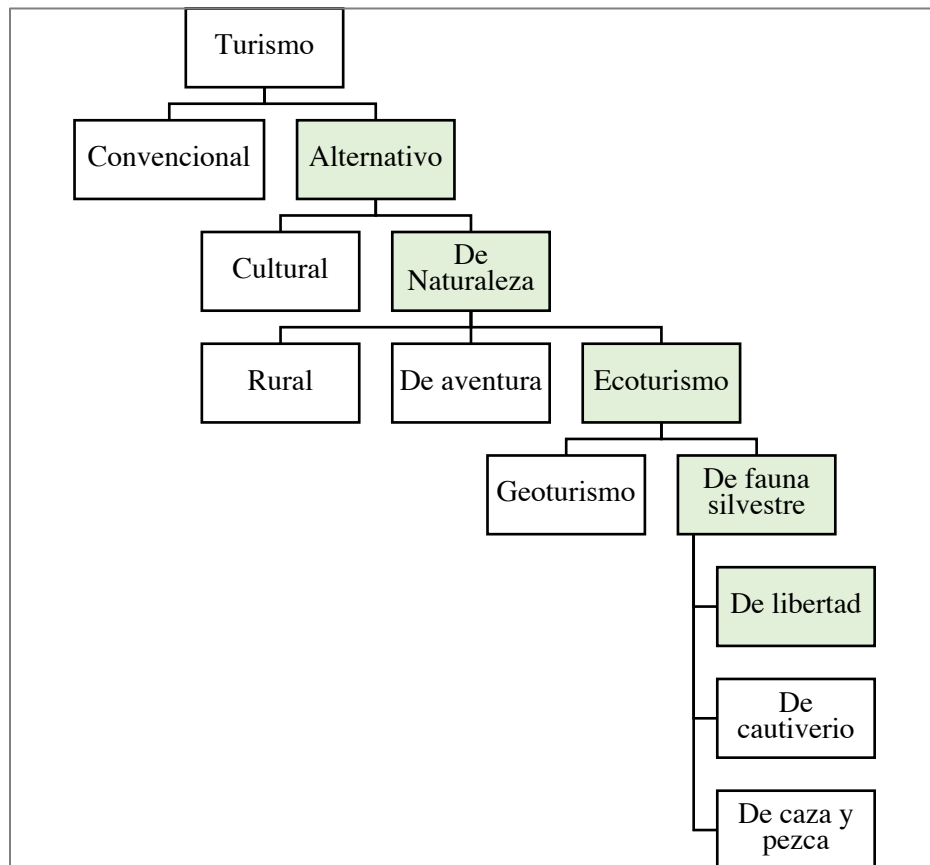 Turismo
Convencional
Alternativo
Cultural
De
Naturaleza
Rural
De aventura
Ecoturismo
Geoturismo
De fauna
silvestre
De libertad
De
cautiverio
De caza y
pezca